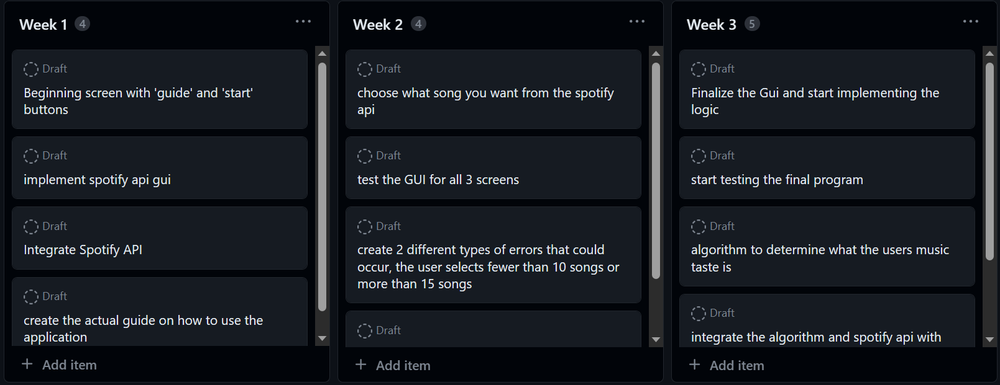 Week 1 4
Draft
Beginning screen with 'guide' and 'start'
buttons
Draft
implement spotify api gui
Draft
Integrate Spotify API
Draft
create the actual guide on how to use the
application
Add item
Week 2 4
Draft
choose what song you want from the spotify
api
Draft
test the GUI for all 3 screens
Draft
create 2 different types of errors that could
occur, the user selects fewer than 10 songs or
more than 15 songs
Draft
Add item
Week 3 5
Draft
Finalize the Gui and start implementing the
logic
Draft
start testing the final program
Draft
algorithm to determine what the users music
taste is
Draft
integrate the algorithm and spotify api with
Add item